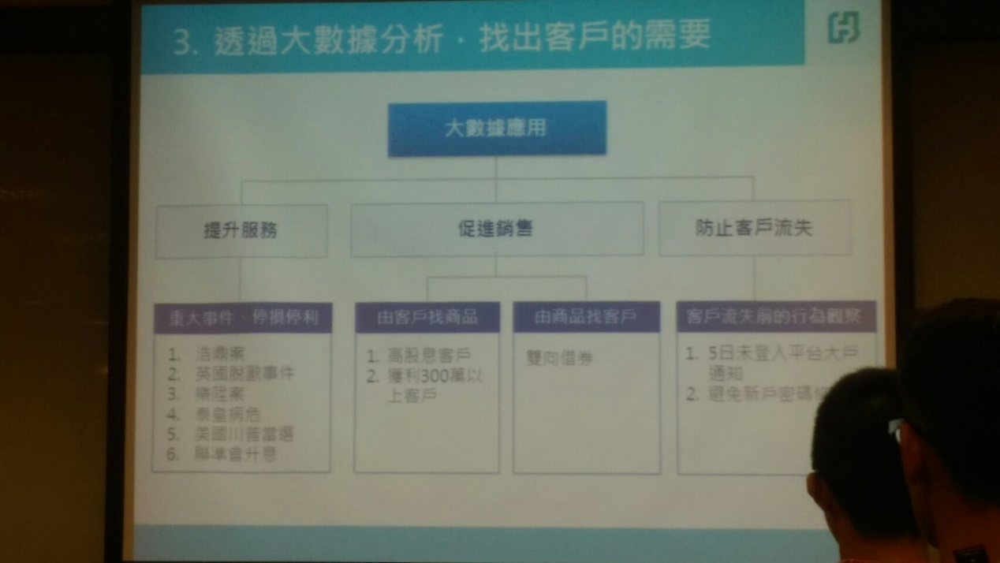 3. 透過大數據分析，找出客戶的需要
大數據應用
提升服務
促進銷售
防止客戶流失
重大事件、停損停利
1. 浩鼎案
2. 英國脫歐事件
3. 樂陞案
4. 泰皇病危
5. 美國川普當選
6. 聯準會升息
由客戶找商品
1. 高股息客戶
2. 獲利300萬以
上客戶
由商品找客戶
雙向借券
客戶流失前的行為觀察
1. 5日未登入平台大戶
通知
2. 避免新戶密碼